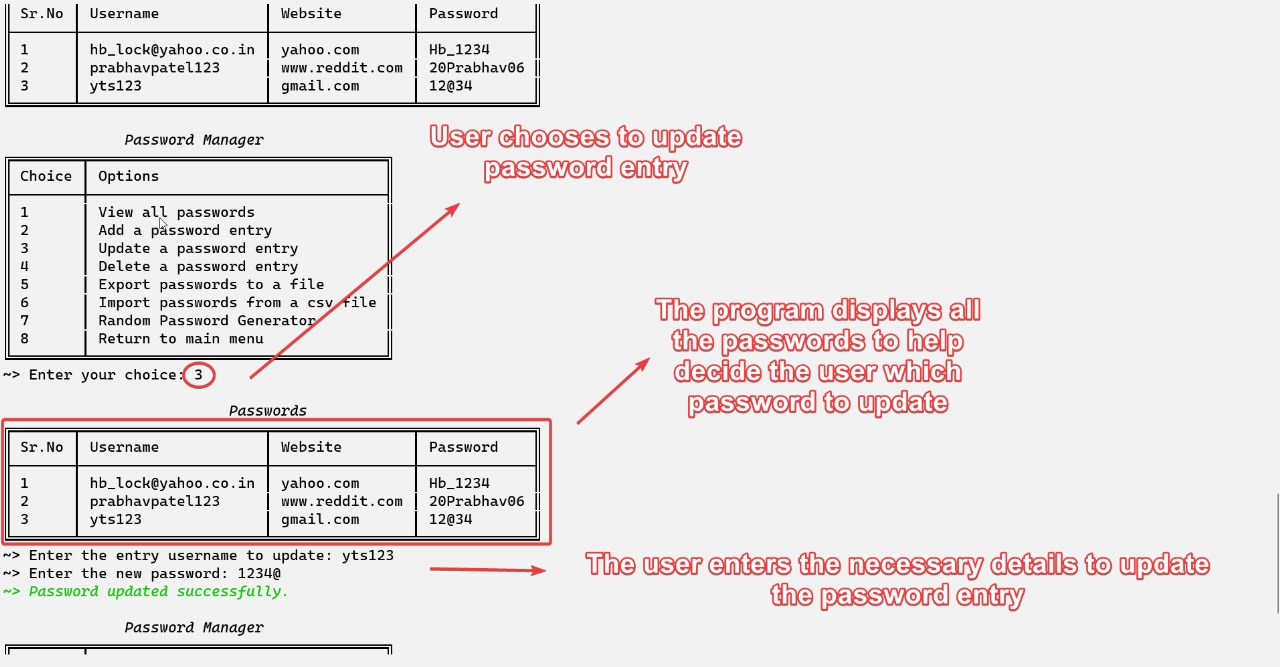 Sr.No Username Website Password
1 hb_lock@yahoo.co.in yahoo.com Hb_1234
2 prabhavpatel123 www.reddit.com 20Prabhav06
3 yts123 gmail.com 12@34
Password Manager
User chooses to update
password entry
Choice Options
1 View all passwords
2 Add a password entry
3 Update a password entry
4 Delete a password entry
5 Export passwords to a file
6 Import passwords from a csv file
7 Random Password Generator
8 Return to main menu
The program displays all
the passwords to help
decide the user which
password to update
~> Enter your choice: 3
Passwords
Sr.No Username Website Password
1 hb_lock@yahoo.co.in yahoo.com Hb_1234
2 prabhavpatel123 www.reddit.com 20Prabhav06
3 yts123 gmail.com 12@34
~> Enter the entry username to update: yts123
~> Enter the new password: 1234@
~> Password updated successfully.
The user enters the necessary details to update
the password entry
Password Manager